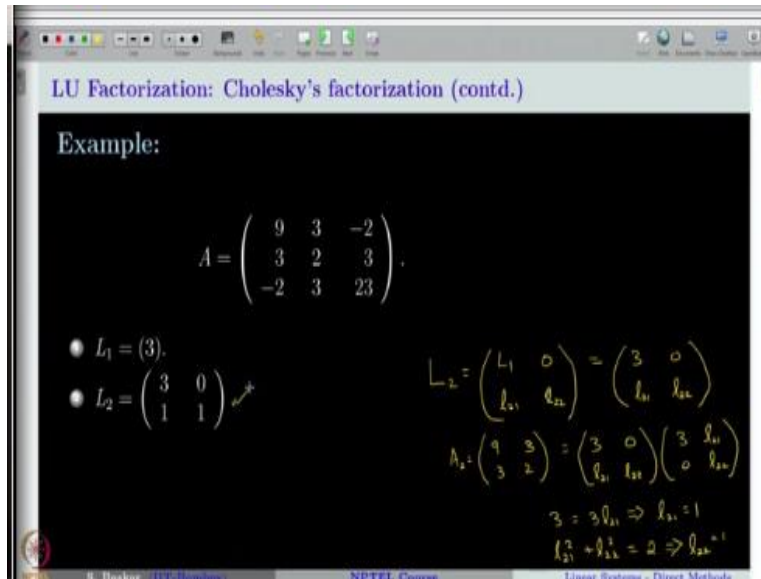 LU Factorization: Cholesky's factorization (contd.)
Example:
A = ( 9 3 −2
3 2 3
−2 3 23 ) .
L₁ = (3).
L₂ = ( 3 0
1 1 )
L₂ = ( L₁ 0
l₂₁ l₂₂ ) = ( 3 0
l₂₁ l₂₂ )
A₂ = ( 9 3
3 2 ) = ( 3 0
l₂₁ l₂₂ ) ( 3 l₂₁
0 l₂₂ )
3 = 3l₂₁ ⇒ l₂₁ = 1
l₂₁² + l₂₂² = 2 ⇒ l₂₂ = 1
NPTEL Course
Linear Systems - Direct Methods